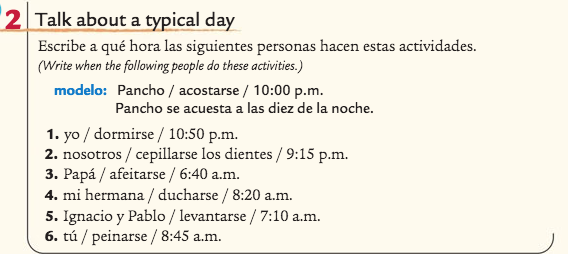 2 Talk about a typical day
Escribe a qué hora las siguientes personas hacen estas actividades.
(Write when the following people do these activities.)
modelo: Pancho / acostarse / 10:00 p.m.
Pancho se acuesta a las diez de la noche.
1. yo / dormirse / 10:50 p.m.
2. nosotros / cepillarse los dientes / 9:15 p.m.
3. Papá / afeitarse / 6:40 a.m.
4. mi hermana / ducharse / 8:20 a.m.
5. Ignacio y Pablo / levantarse / 7:10 a.m.
6. tú / peinarse / 8:45 a.m.